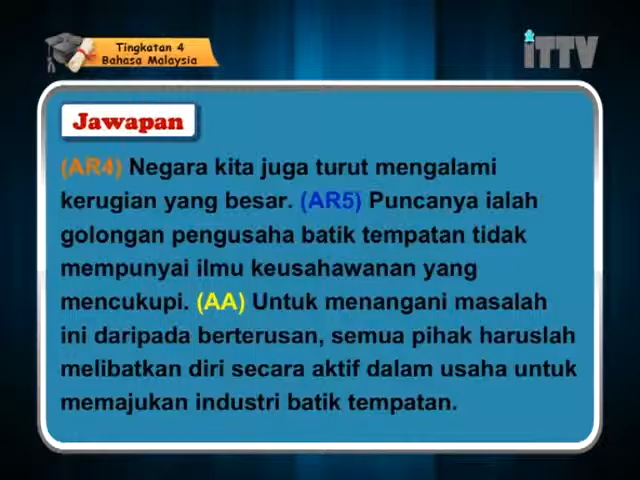 Tingkatan 4
Bahasa Malaysia
iTTV
Jawapan
(AR4) Negara kita juga turut mengalami
kerugian yang besar. (AR5) Puncanya ialah
golongan pengusaha batik tempatan tidak
mempunyai ilmu keusahawanan yang
mencukupi. (AA) Untuk menangani masalah
ini daripada berterusan, semua pihak haruslah
melibatkan diri secara aktif dalam usaha untuk
memajukan industri batik tempatan.